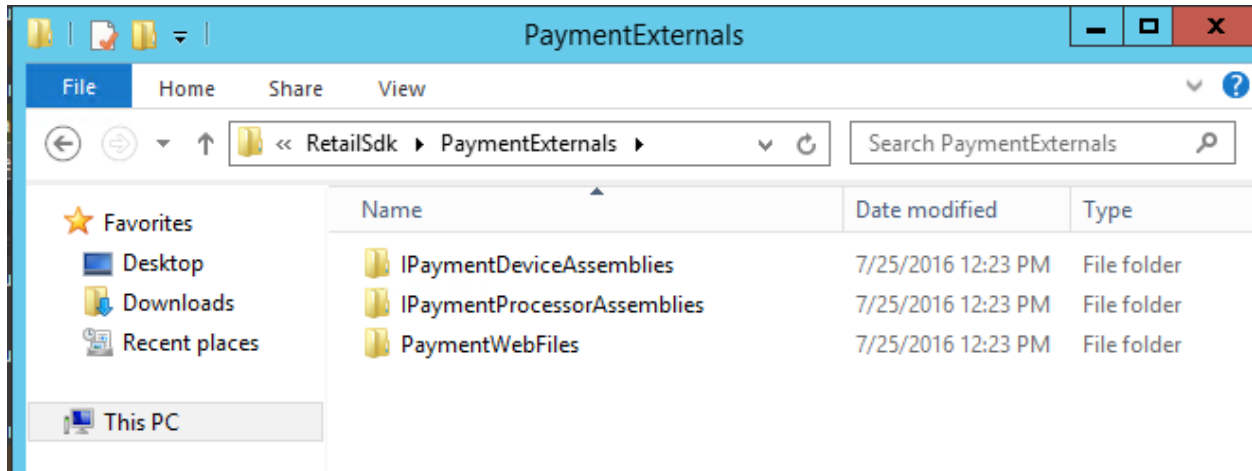 PaymentExternals
File Home Share View
« RetailSdk PaymentExternals Search PaymentExternals
Name Date modified Type
Favorites
Desktop
Downloads
Recent places
This PC
IPaymentDeviceAssemblies 7/25/2016 12:23 PM File folder
IPaymentProcessorAssemblies 7/25/2016 12:23 PM File folder
PaymentWebFiles 7/25/2016 12:23 PM File folder